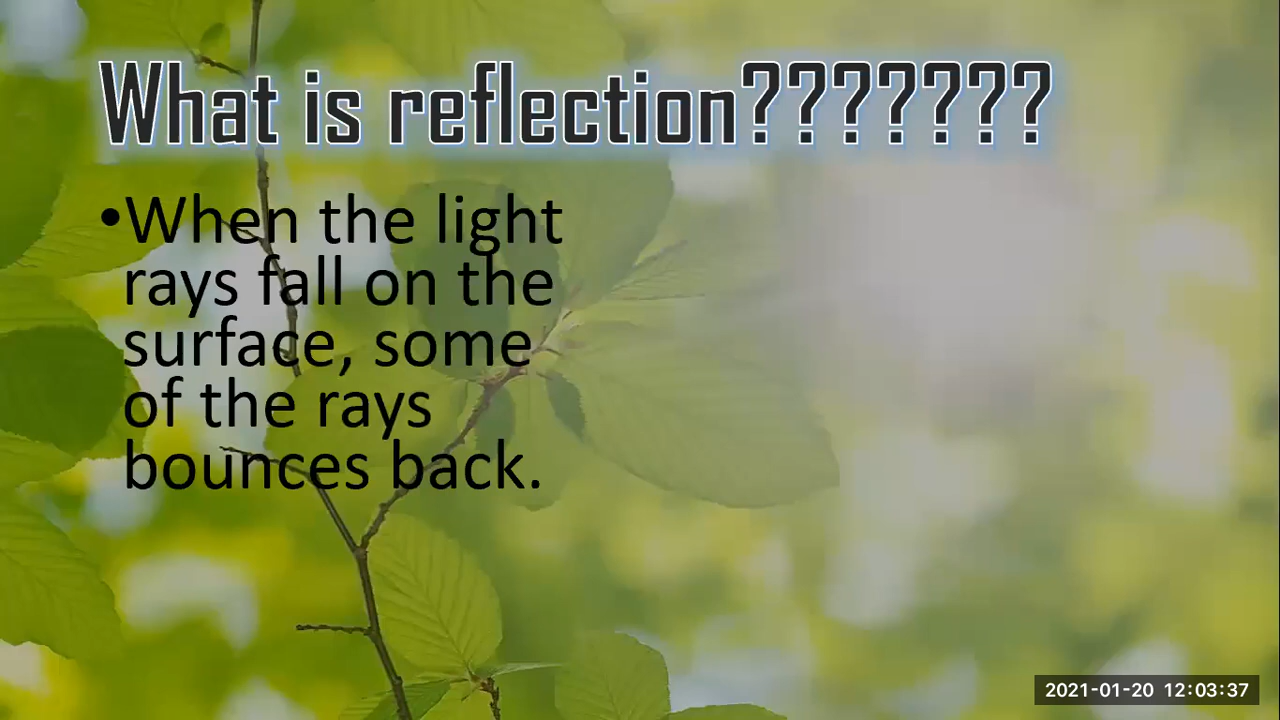 What is reflection???????
•When the light
rays fall on the
surface, some
of the rays
bounces back.
2021-01-20 12:03:37